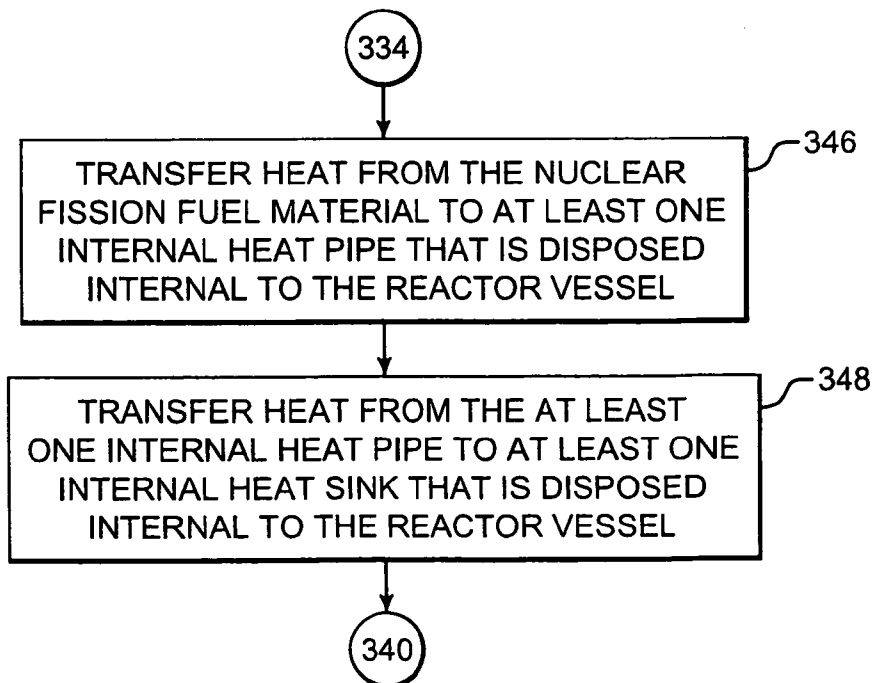 334
346
TRANSFER HEAT FROM THE NUCLEAR
FISSION FUEL MATERIAL TO AT LEAST ONE
INTERNAL HEAT PIPE THAT IS DISPOSED
INTERNAL TO THE REACTOR VESSEL
348
TRANSFER HEAT FROM THE AT LEAST
ONE INTERNAL HEAT PIPE TO AT LEAST ONE
INTERNAL HEAT SINK THAT IS DISPOSED
INTERNAL TO THE REACTOR VESSEL
340